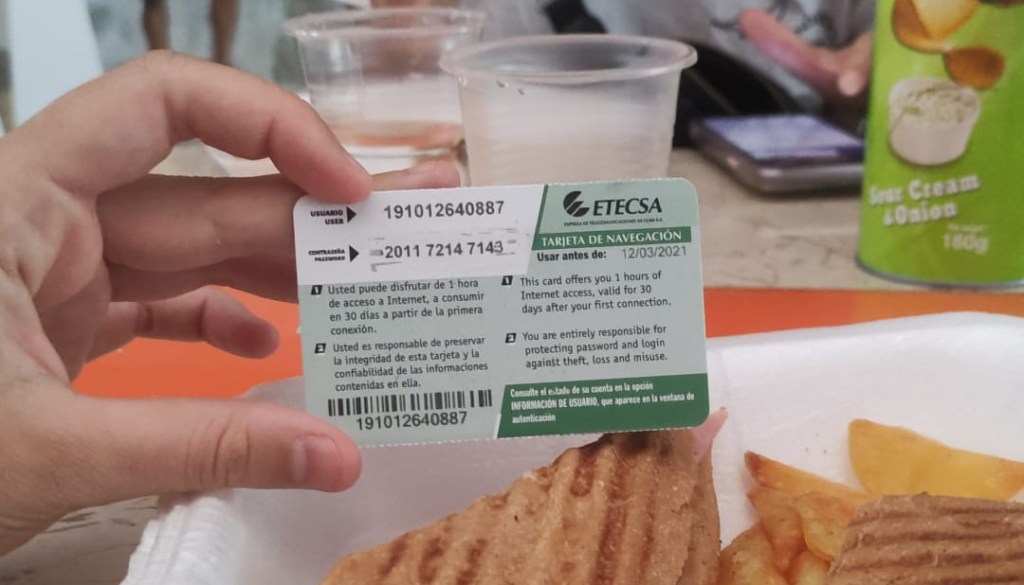 USUARIO
USER
191012640887
CONTRASEÑA
PASSWORD
2011 7214 7143
ETECSA
EMPRESA DE TELECOMUNICACIONES DE CUBA S.A.
TARJETA DE NAVEGACIÓN
Usar antes de: 12/03/2021
1 Usted puede disfrutar de 1 hora
de acceso a Internet, a consumir
en 30 días a partir de la primera
conexión.
2 Usted es responsable de preservar
la integridad de esta tarjeta y la
confiabilidad de las informaciones
contenidas en ella.
191012640887
1 This card offers you 1 hours of
Internet access, valid for 30
days after your first connection.
2 You are entirely responsible for
protecting password and login
against theft, loss and misuse.
Consulte el estado de su cuenta en la opción
INFORMACIÓN DE USUARIO, que aparece en la ventana de
autenticación
Sour Cream
& Onion
160g